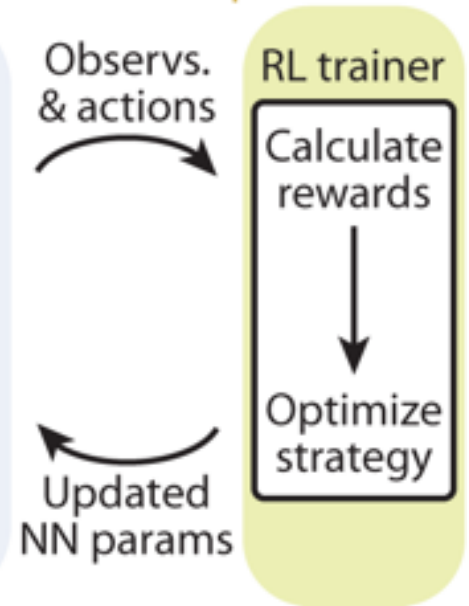 Observs.
& actions
RL trainer
Calculate
rewards
Optimize
strategy
Updated
NN params